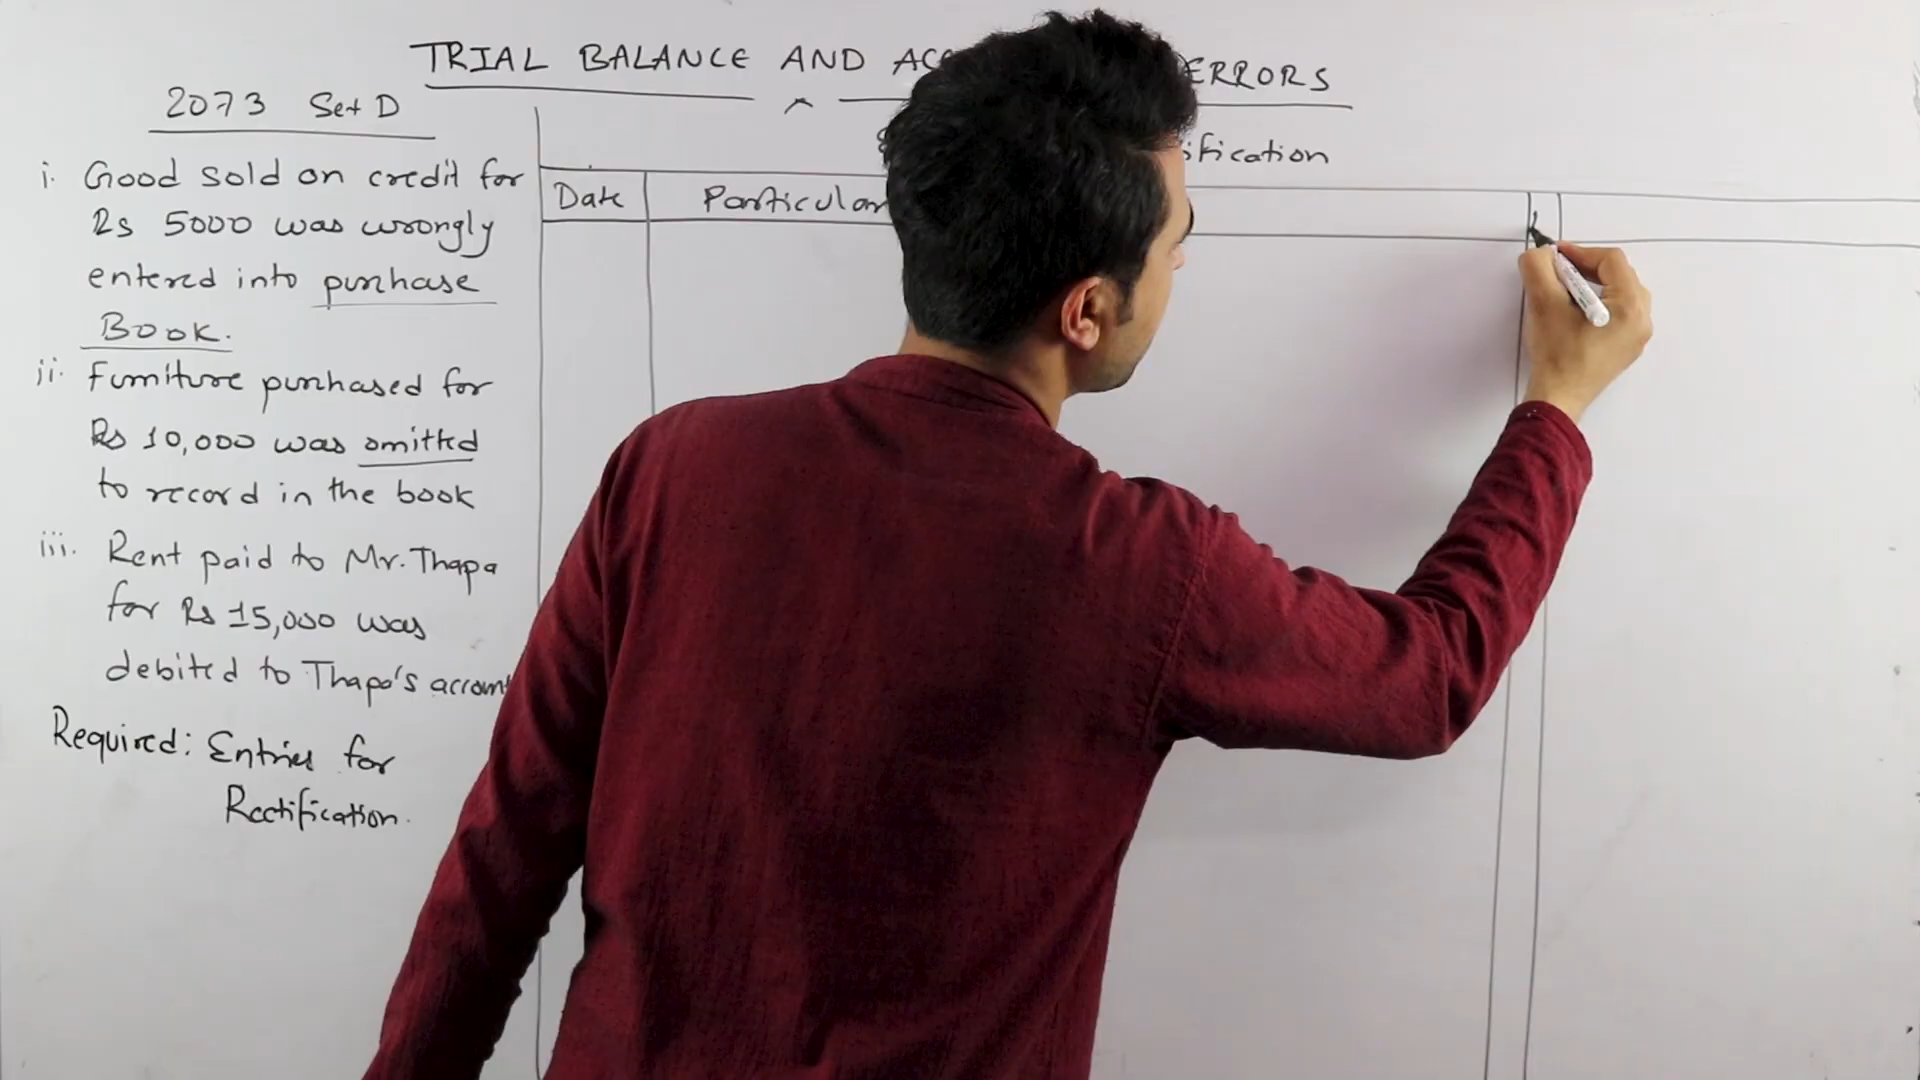 TRIAL BALANCE AND ERRORS
2073 Set D
i. Good sold on credit for
Rs 5000 was wrongly
entered into purchase
Book.
ii. Furniture purchased for
Rs 10,000 was omitted
to record in the book
iii. Rent paid to Mr. Thapa
for Rs 15,000 was
debited to Thapa's account
Required: Entries for
Rectification.
ification
Date Particular